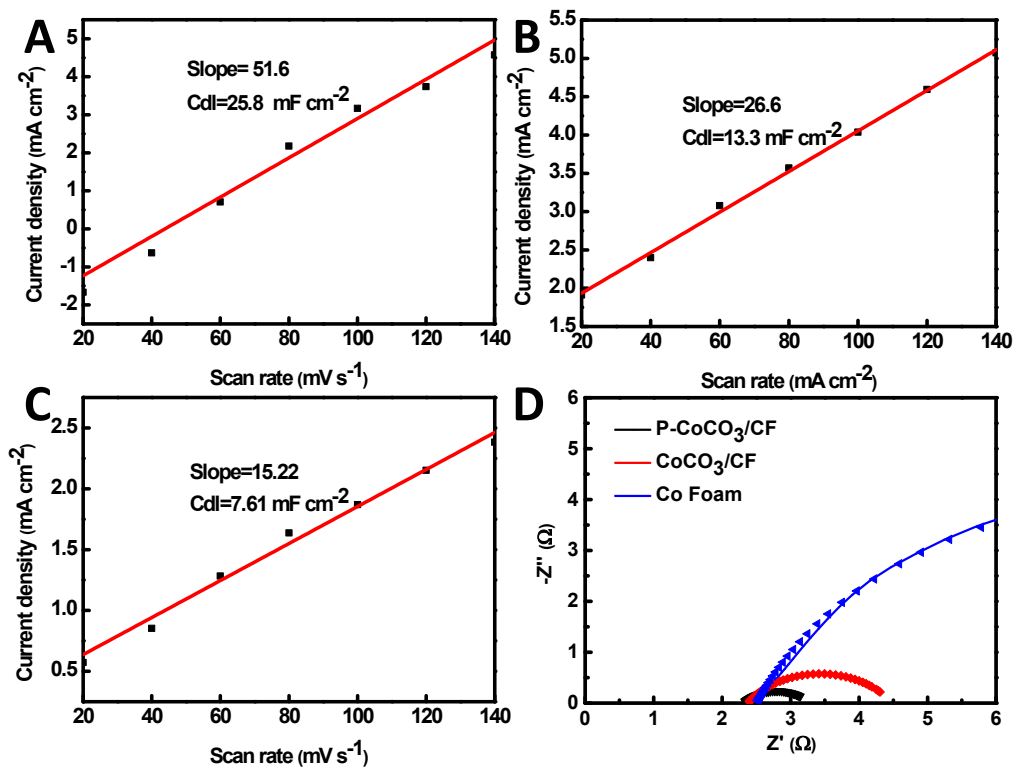 A
Current density (mA cm-2)
5
4
3
2
1
0
-1
-2
Slope= 51.6
Cdl=25.8 mF cm-2
20 40 60 80 100 120 140
Scan rate (mV s-1)
B
Current density (mA cm-2)
5.5
5.0
4.5
4.0
3.5
3.0
2.5
2.0
1.5
Slope=26.6
Cdl=13.3 mF cm-2
20 40 60 80 100 120 140
Scan rate (mA cm-2)
C
Current density (mA cm-2)
2.5
2.0
1.5
1.0
0.5
Slope=15.22
Cdl=7.61 mF cm-2
20 40 60 80 100 120 140
Scan rate (mV s-1)
D
-Z'' (Ω)
6
5
4
3
2
1
0
P-CoCO3/CF
CoCO3/CF
Co Foam
0 1 2 3 4 5 6
Z' (Ω)